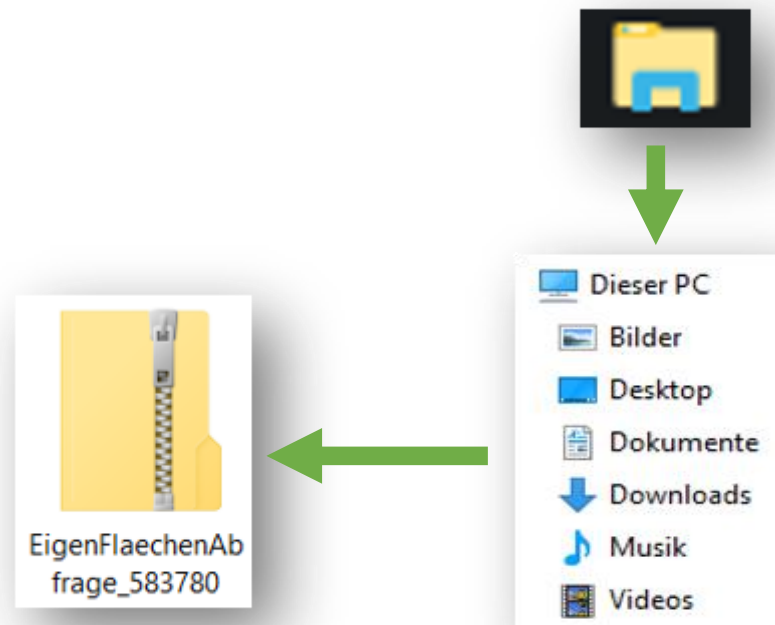 Dieser PC
Bilder
Desktop
Dokumente
Downloads
Musik
Videos
EigenFlaechenAb
frage_583780